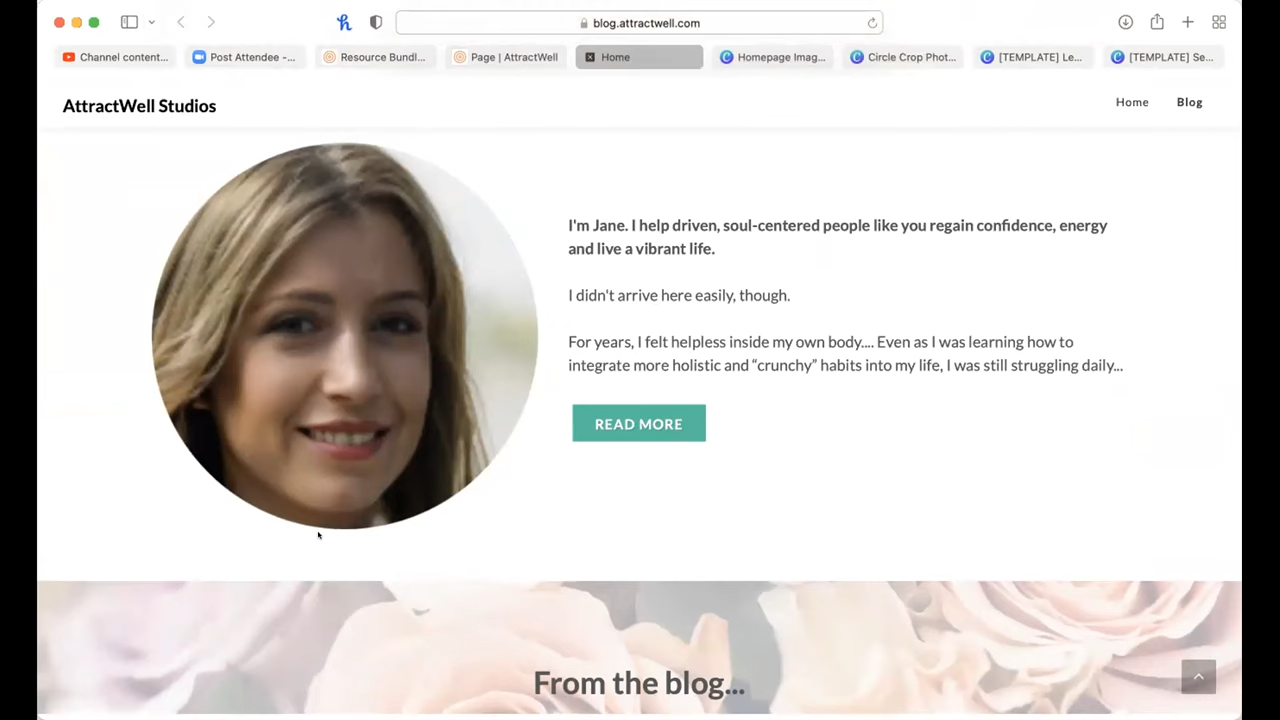 blog.attractwell.com
Channel content...
Post Attendee -...
Resource Bundl...
Page | AttractWell
Home
Homepage Imag...
Circle Crop Phot...
[TEMPLATE] Le...
[TEMPLATE] Se...
AttractWell Studios
Home
Blog
I'm Jane. I help driven, soul-centered people like you regain confidence, energy
and live a vibrant life.
I didn't arrive here easily, though.
For years, I felt helpless inside my own body.... Even as I was learning how to
integrate more holistic and “crunchy” habits into my life, I was still struggling daily...
READ MORE
From the blog...